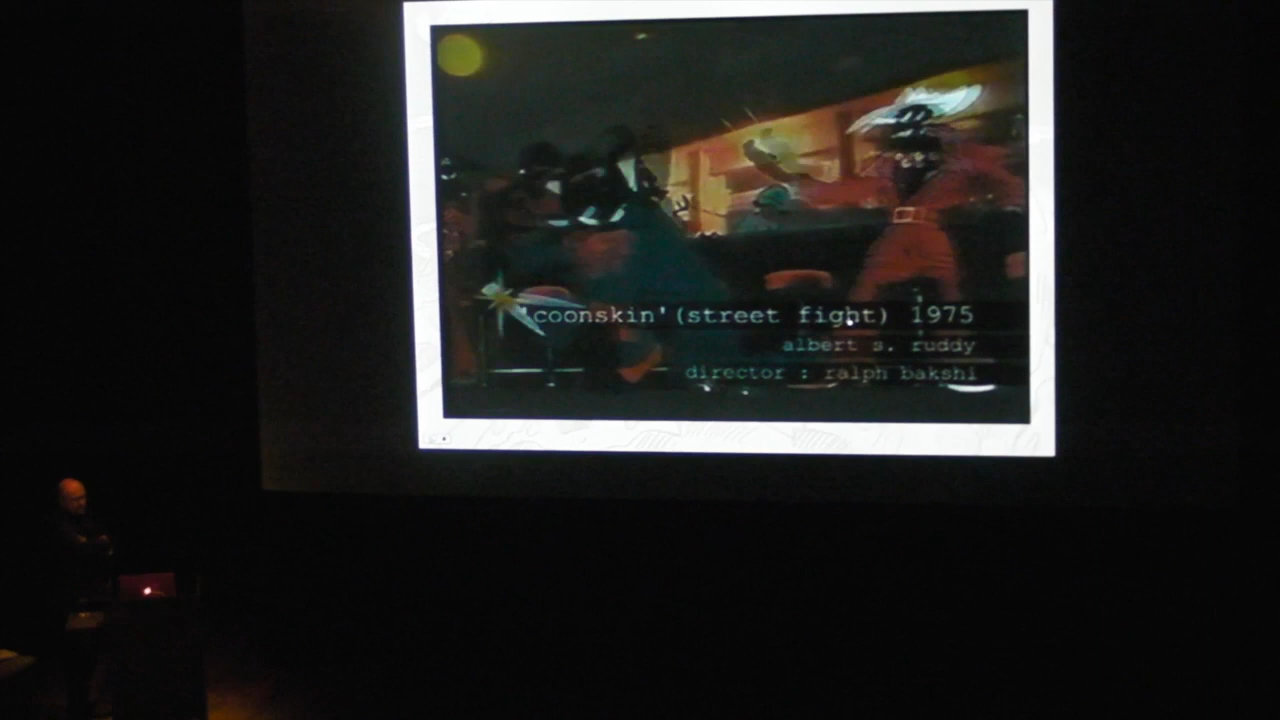 'coonskin'(street fight) 1975
albert s. ruddy
director : ralph bakshi